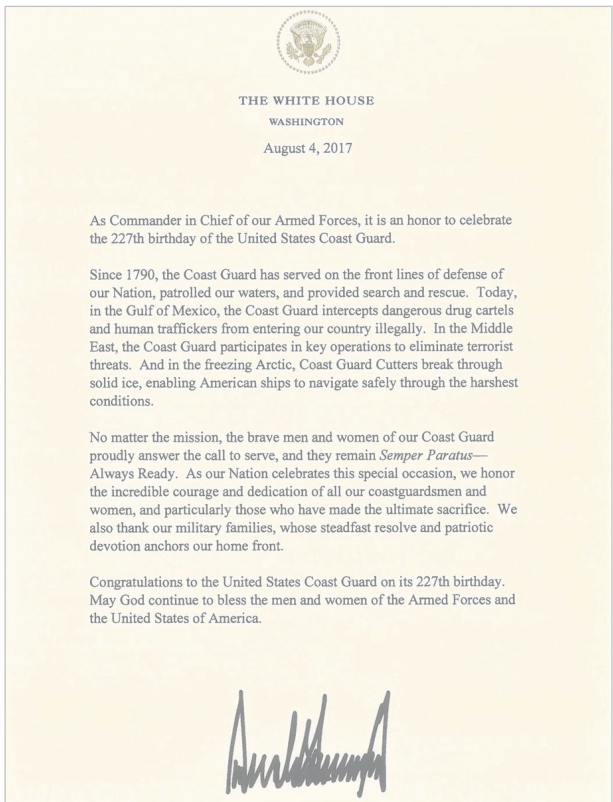 THE WHITE HOUSE
WASHINGTON
August 4, 2017
As Commander in Chief of our Armed Forces, it is an honor to celebrate
the 227th birthday of the United States Coast Guard.
Since 1790, the Coast Guard has served on the front lines of defense of
our Nation, patrolled our waters, and provided search and rescue. Today,
in the Gulf of Mexico, the Coast Guard intercepts dangerous drug cartels
and human traffickers from entering our country illegally. In the Middle
East, the Coast Guard participates in key operations to eliminate terrorist
threats. And in the freezing Arctic, Coast Guard Cutters break through
solid ice, enabling American ships to navigate safely through the harshest
conditions.
No matter the mission, the brave men and women of our Coast Guard
proudly answer the call to serve, and they remain Semper Paratus—
Always Ready. As our Nation celebrates this special occasion, we honor
the incredible courage and dedication of all our coastguardsmen and
women, and particularly those who have made the ultimate sacrifice. We
also thank our military families, whose steadfast resolve and patriotic
devotion anchors our home front.
Congratulations to the United States Coast Guard on its 227th birthday.
May God continue to bless the men and women of the Armed Forces and
the United States of America.